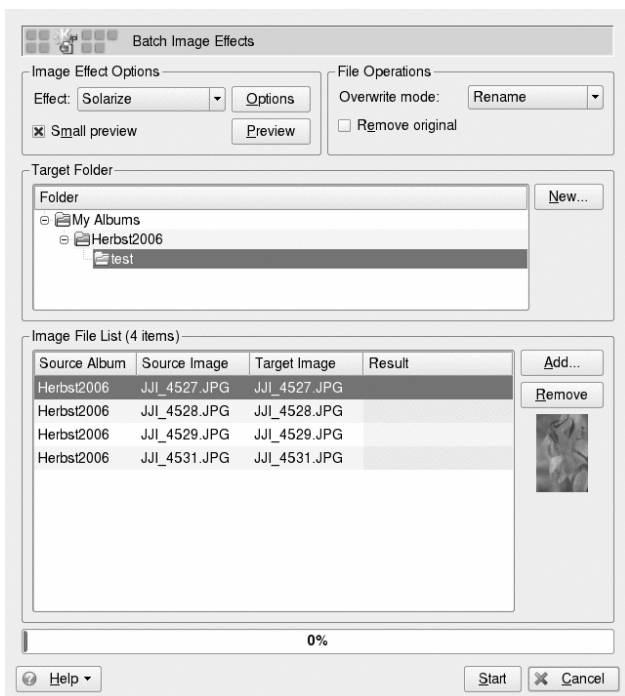 Batch Image Effects
Image Effect Options
Effect: Solarize Options
Small preview Preview
File Operations
Overwrite mode: Rename
Remove original
Target Folder
Folder New...
My Albums
Herbst2006
test
Image File List (4 items)
Source Album Source Image Target Image Result Add...
Herbst2006 JJI_4527.JPG JJI_4527.JPG Remove
Herbst2006 JJI_4528.JPG JJI_4528.JPG
Herbst2006 JJI_4529.JPG JJI_4529.JPG
Herbst2006 JJI_4531.JPG JJI_4531.JPG
0%
Help Start Cancel